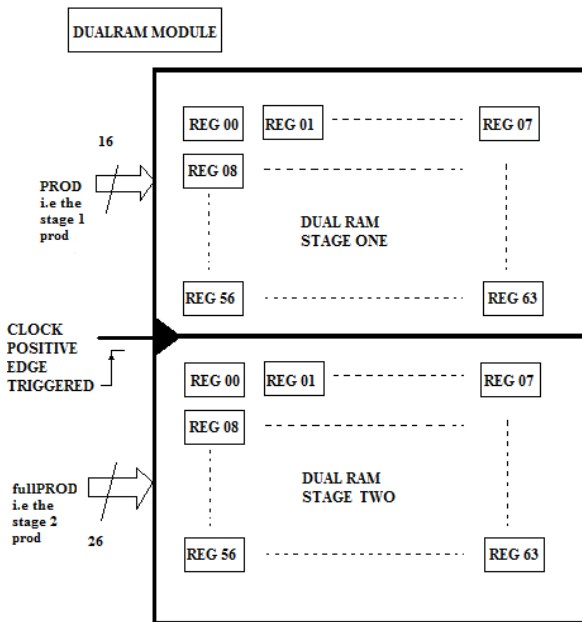 DUALRAM MODULE
REG 00 REG 01 REG 07
16
REG 08
PROD
i.e the
stage 1
prod
DUAL RAM
STAGE ONE
REG 56 REG 63
CLOCK
POSITIVE
EDGE
TRIGGERED
REG 00 REG 01 REG 07
REG 08
fullPROD
i.e the
stage 2
prod
26
DUAL RAM
STAGE TWO
REG 56 REG 63